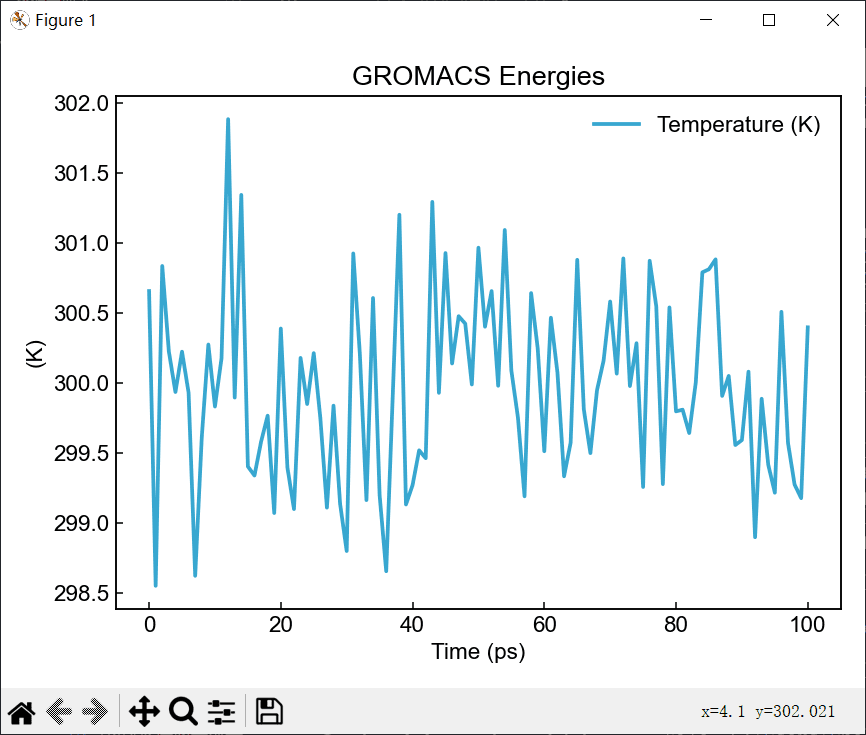 Figure 1
GROMACS Energies
302.0
301.5
301.0
300.5
300.0
299.5
299.0
298.5
(K)
Temperature (K)
0 20 40 60 80 100
Time (ps)
x=4.1 y=302.021